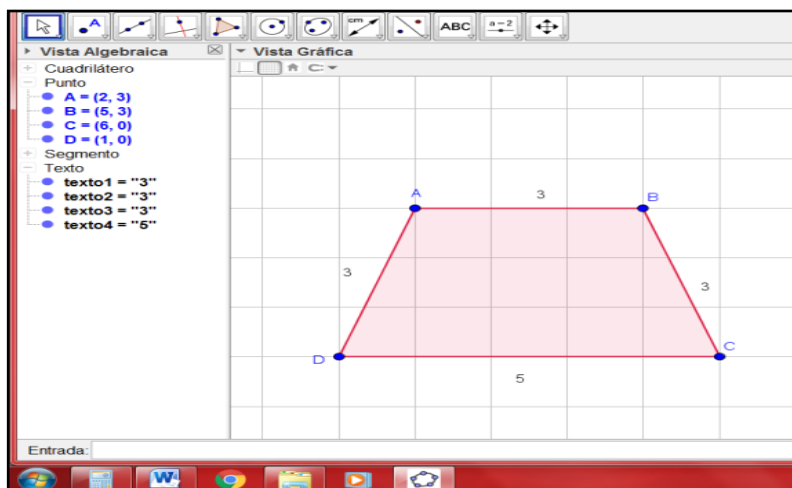 A
cm
ABC
a=2
Vista Algebraica
Cuadrilátero
Punto
A = (2, 3)
B = (5, 3)
C = (6, 0)
D = (1, 0)
Segmento
Texto
texto1 = "3"
texto2 = "3"
texto3 = "3"
texto4 = "5"
Vista Gráfica
A
3
B
3
3
D
C
5
Entrada:
W